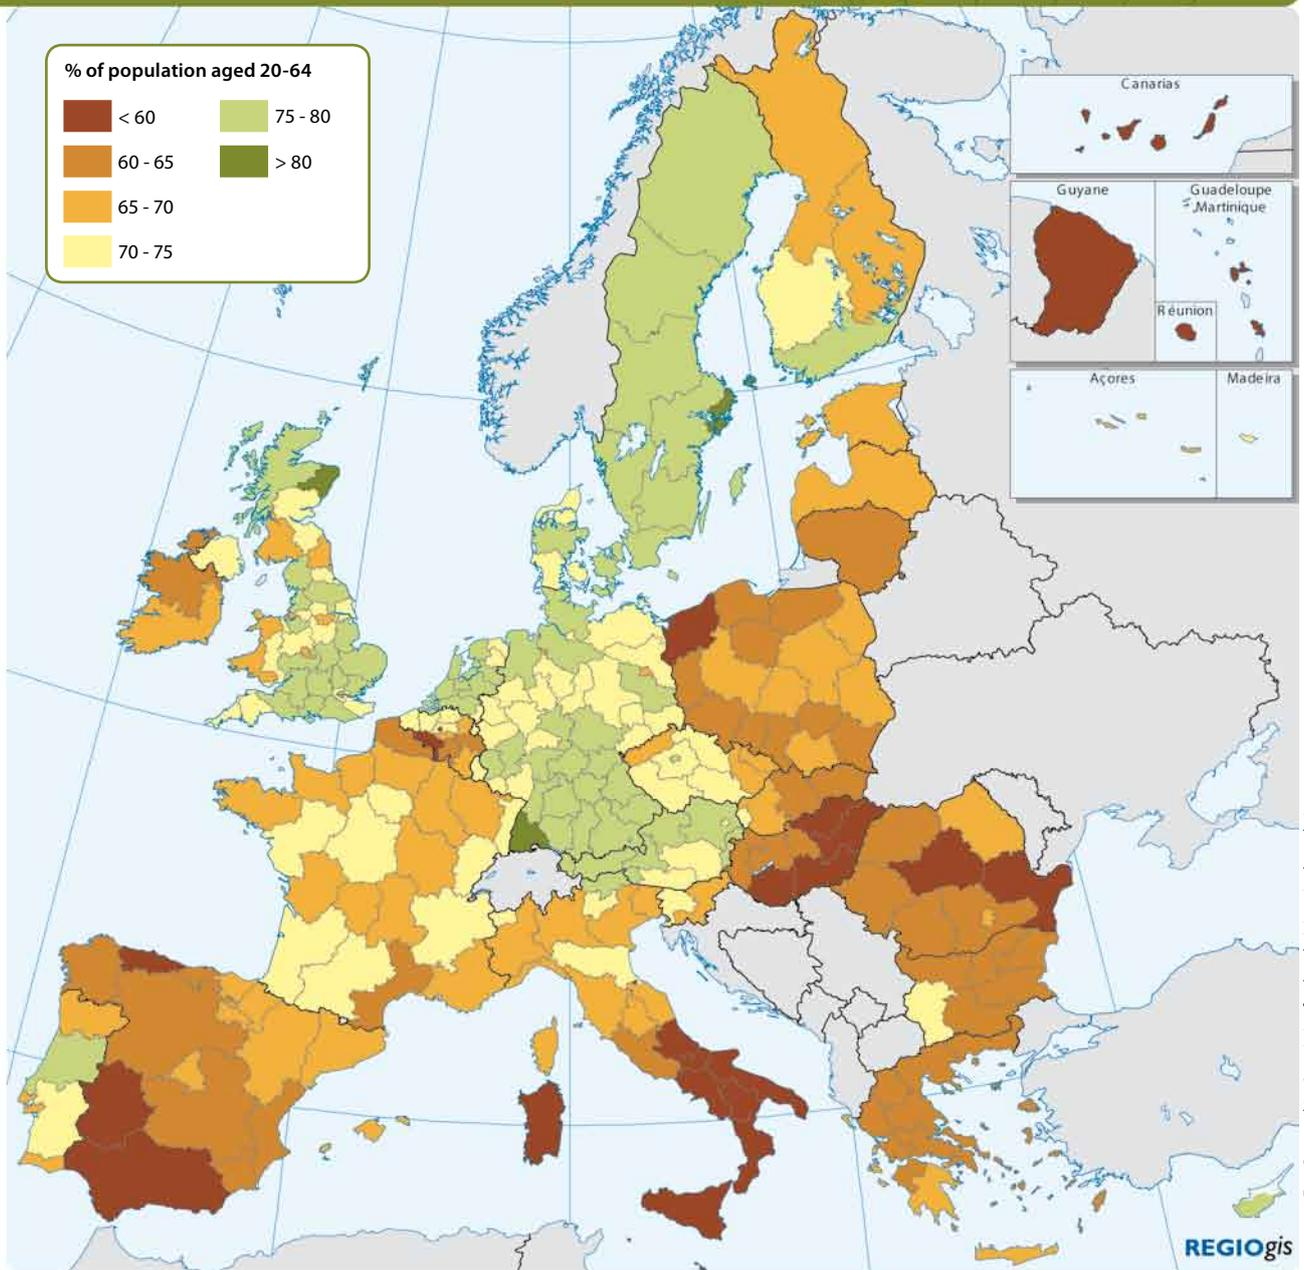 % of population aged 20-64
< 60
75 - 80
60 - 65
> 80
65 - 70
70 - 75
Canarias
Guyane
Guadeloupe
Martinique
Réunion
Açores
Madeira
REGIOgis